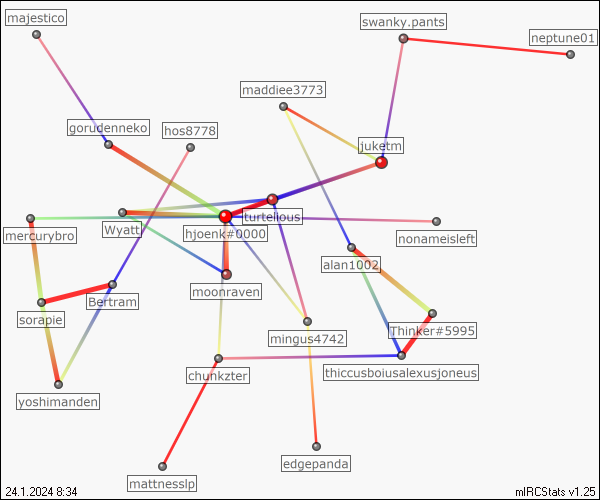 majestico
swanky.pants
neptune01
maddiee3773
gorudenneko
hos8778
juketm
turtelious
mercurybro
Wyatt
hjoenk#0000
nonameisleft
alan1002
moonraven
Bertram
sorapie
Thinker#5995
mingus4742
chunkzter
thiccusboiusalexusjoneus
yoshimanden
edgepanda
mattnesslp
24.1.2024 8:34
mIRCStats v1.25